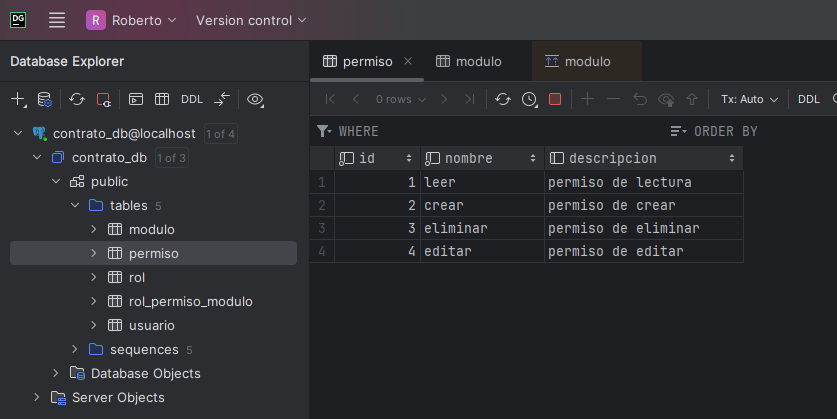 DG R Roberto Version control
Database Explorer
permiso
modulo
modulo
DDL
0 rows
Tx: Auto
DDL
contrato_db@localhost 1 of 4
contrato_db 1 of 3
public
tables 5
modulo
permiso
rol
rol_permiso_modulo
usuario
sequences 5
Database Objects
Server Objects
WHERE
ORDER BY
id nombre descripcion
1 1 leer permiso de lectura
2 2 crear permiso de crear
3 3 eliminar permiso de eliminar
4 4 editar permiso de editar